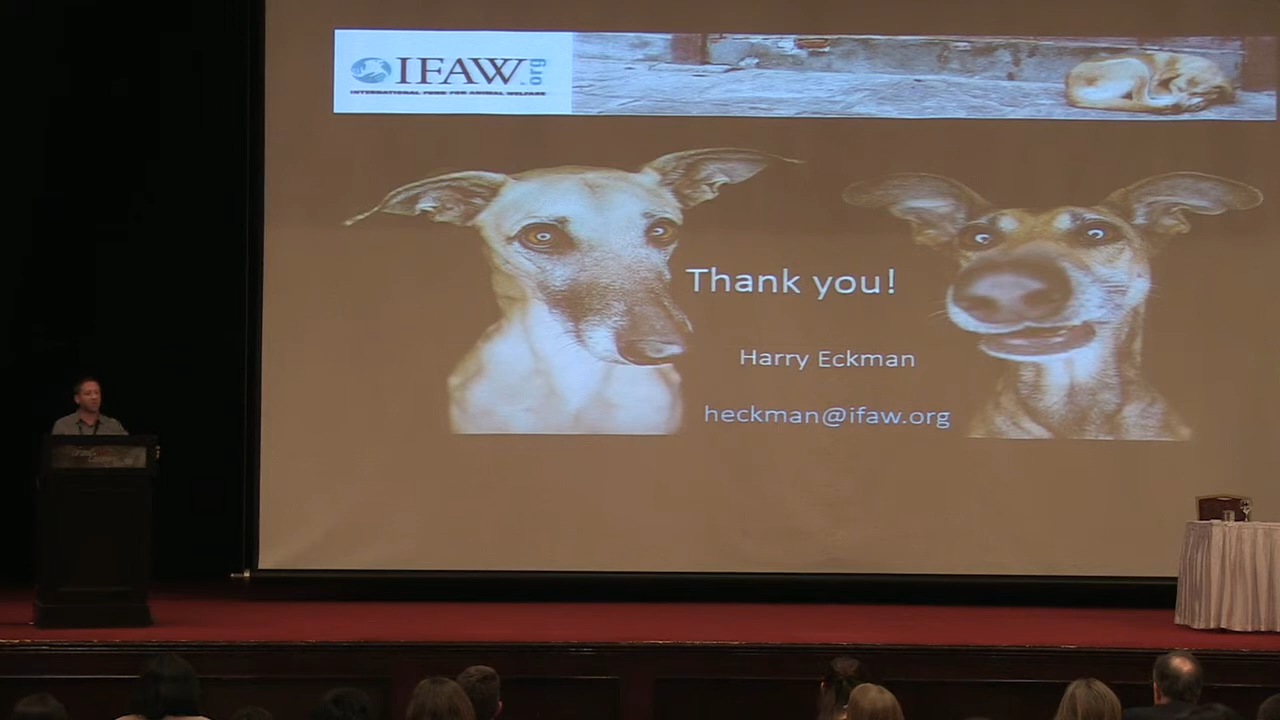 IFAW.org
INTERNATIONAL FUND FOR ANIMAL WELFARE
Thank you!
Harry Eckman
heckman@ifaw.org